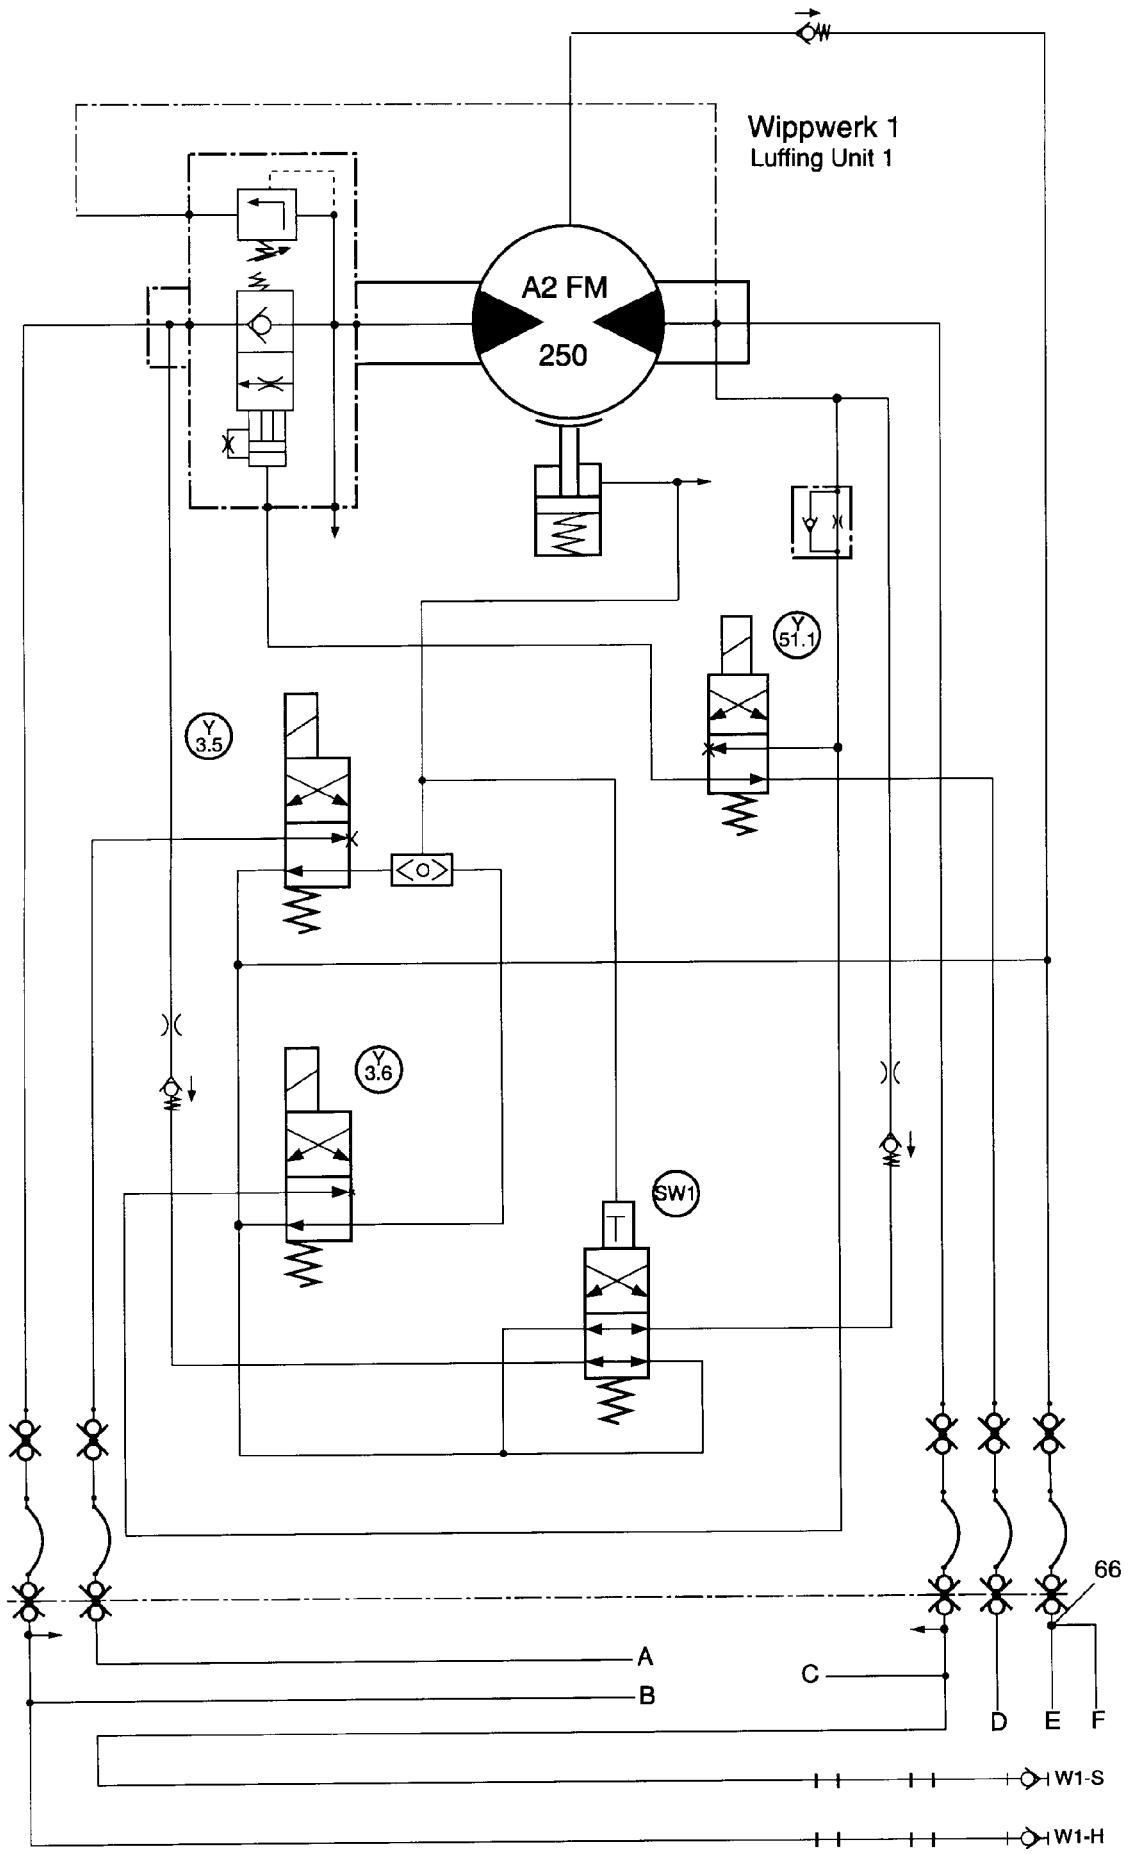 Wippwerk 1
Luffing Unit 1
A2 FM
250
Y
51.1
Y
3.5
Y
3.6
SW1
66
A
C
B
D E F
W1-S
W1-H